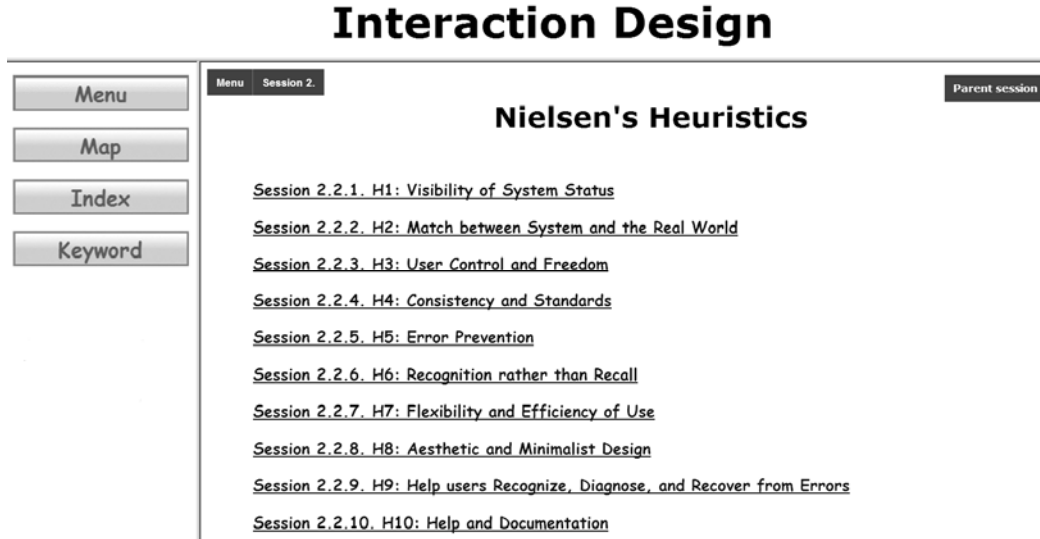 Interaction Design
Menu
Map
Index
Keyword
Menu Session 2.
Parent session
Nielsen's Heuristics
Session 2.2.1. H1: Visibility of System Status
Session 2.2.2. H2: Match between System and the Real World
Session 2.2.3. H3: User Control and Freedom
Session 2.2.4. H4: Consistency and Standards
Session 2.2.5. H5: Error Prevention
Session 2.2.6. H6: Recognition rather than Recall
Session 2.2.7. H7: Flexibility and Efficiency of Use
Session 2.2.8. H8: Aesthetic and Minimalist Design
Session 2.2.9. H9: Help users Recognize, Diagnose, and Recover from Errors
Session 2.2.10. H10: Help and Documentation